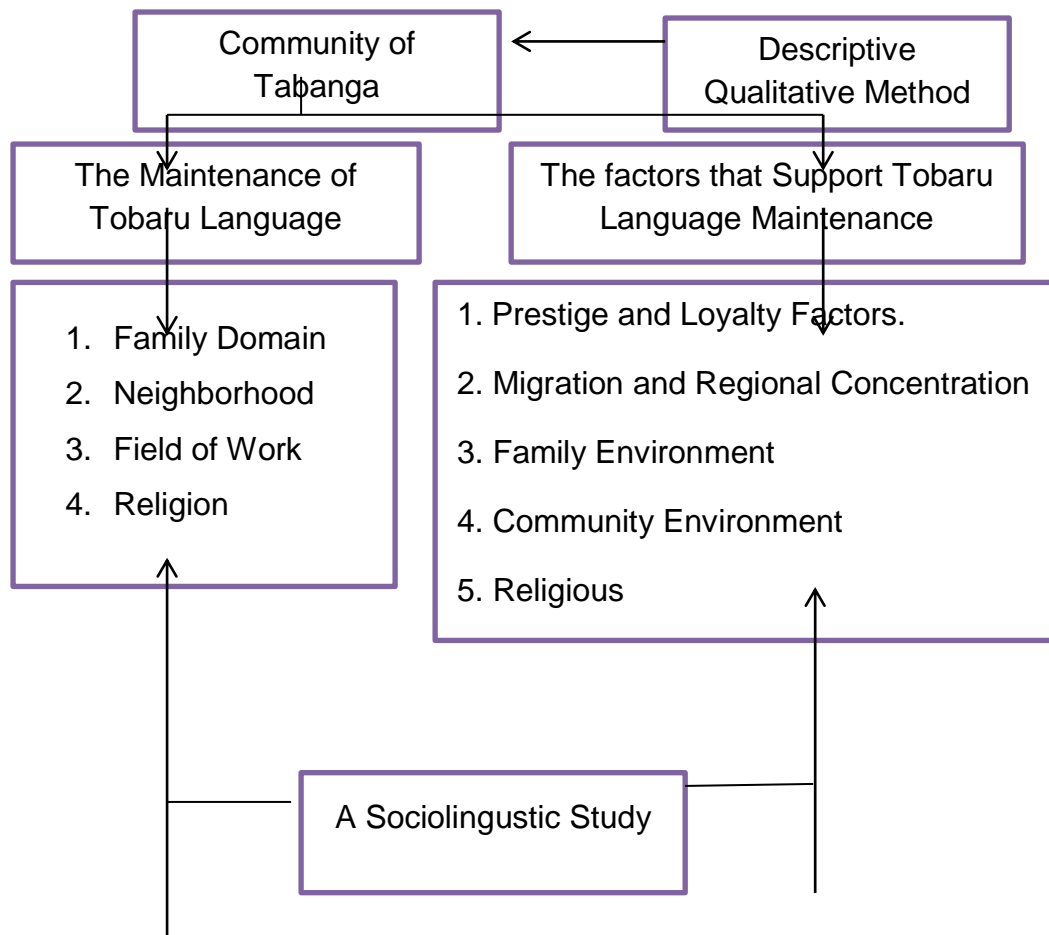 Community of
Tabanga
Descriptive
Qualitative Method
The Maintenance of
Tobaru Language
The factors that Support Tobaru
Language Maintenance
1. Family Domain
2. Neighborhood
3. Field of Work
4. Religion
1. Prestige and Loyalty Factors.
2. Migration and Regional Concentration
3. Family Environment
4. Community Environment
5. Religious
A Sociolingustic Study